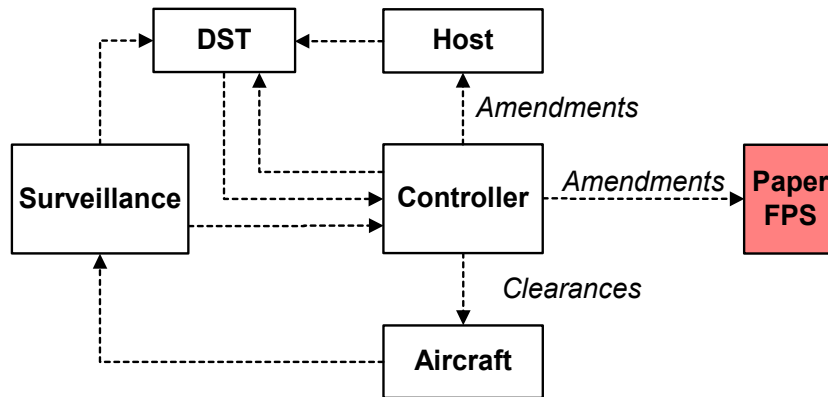 DST
Host
Amendments
Surveillance
Controller
Amendments
Paper
FPS
Clearances
Aircraft